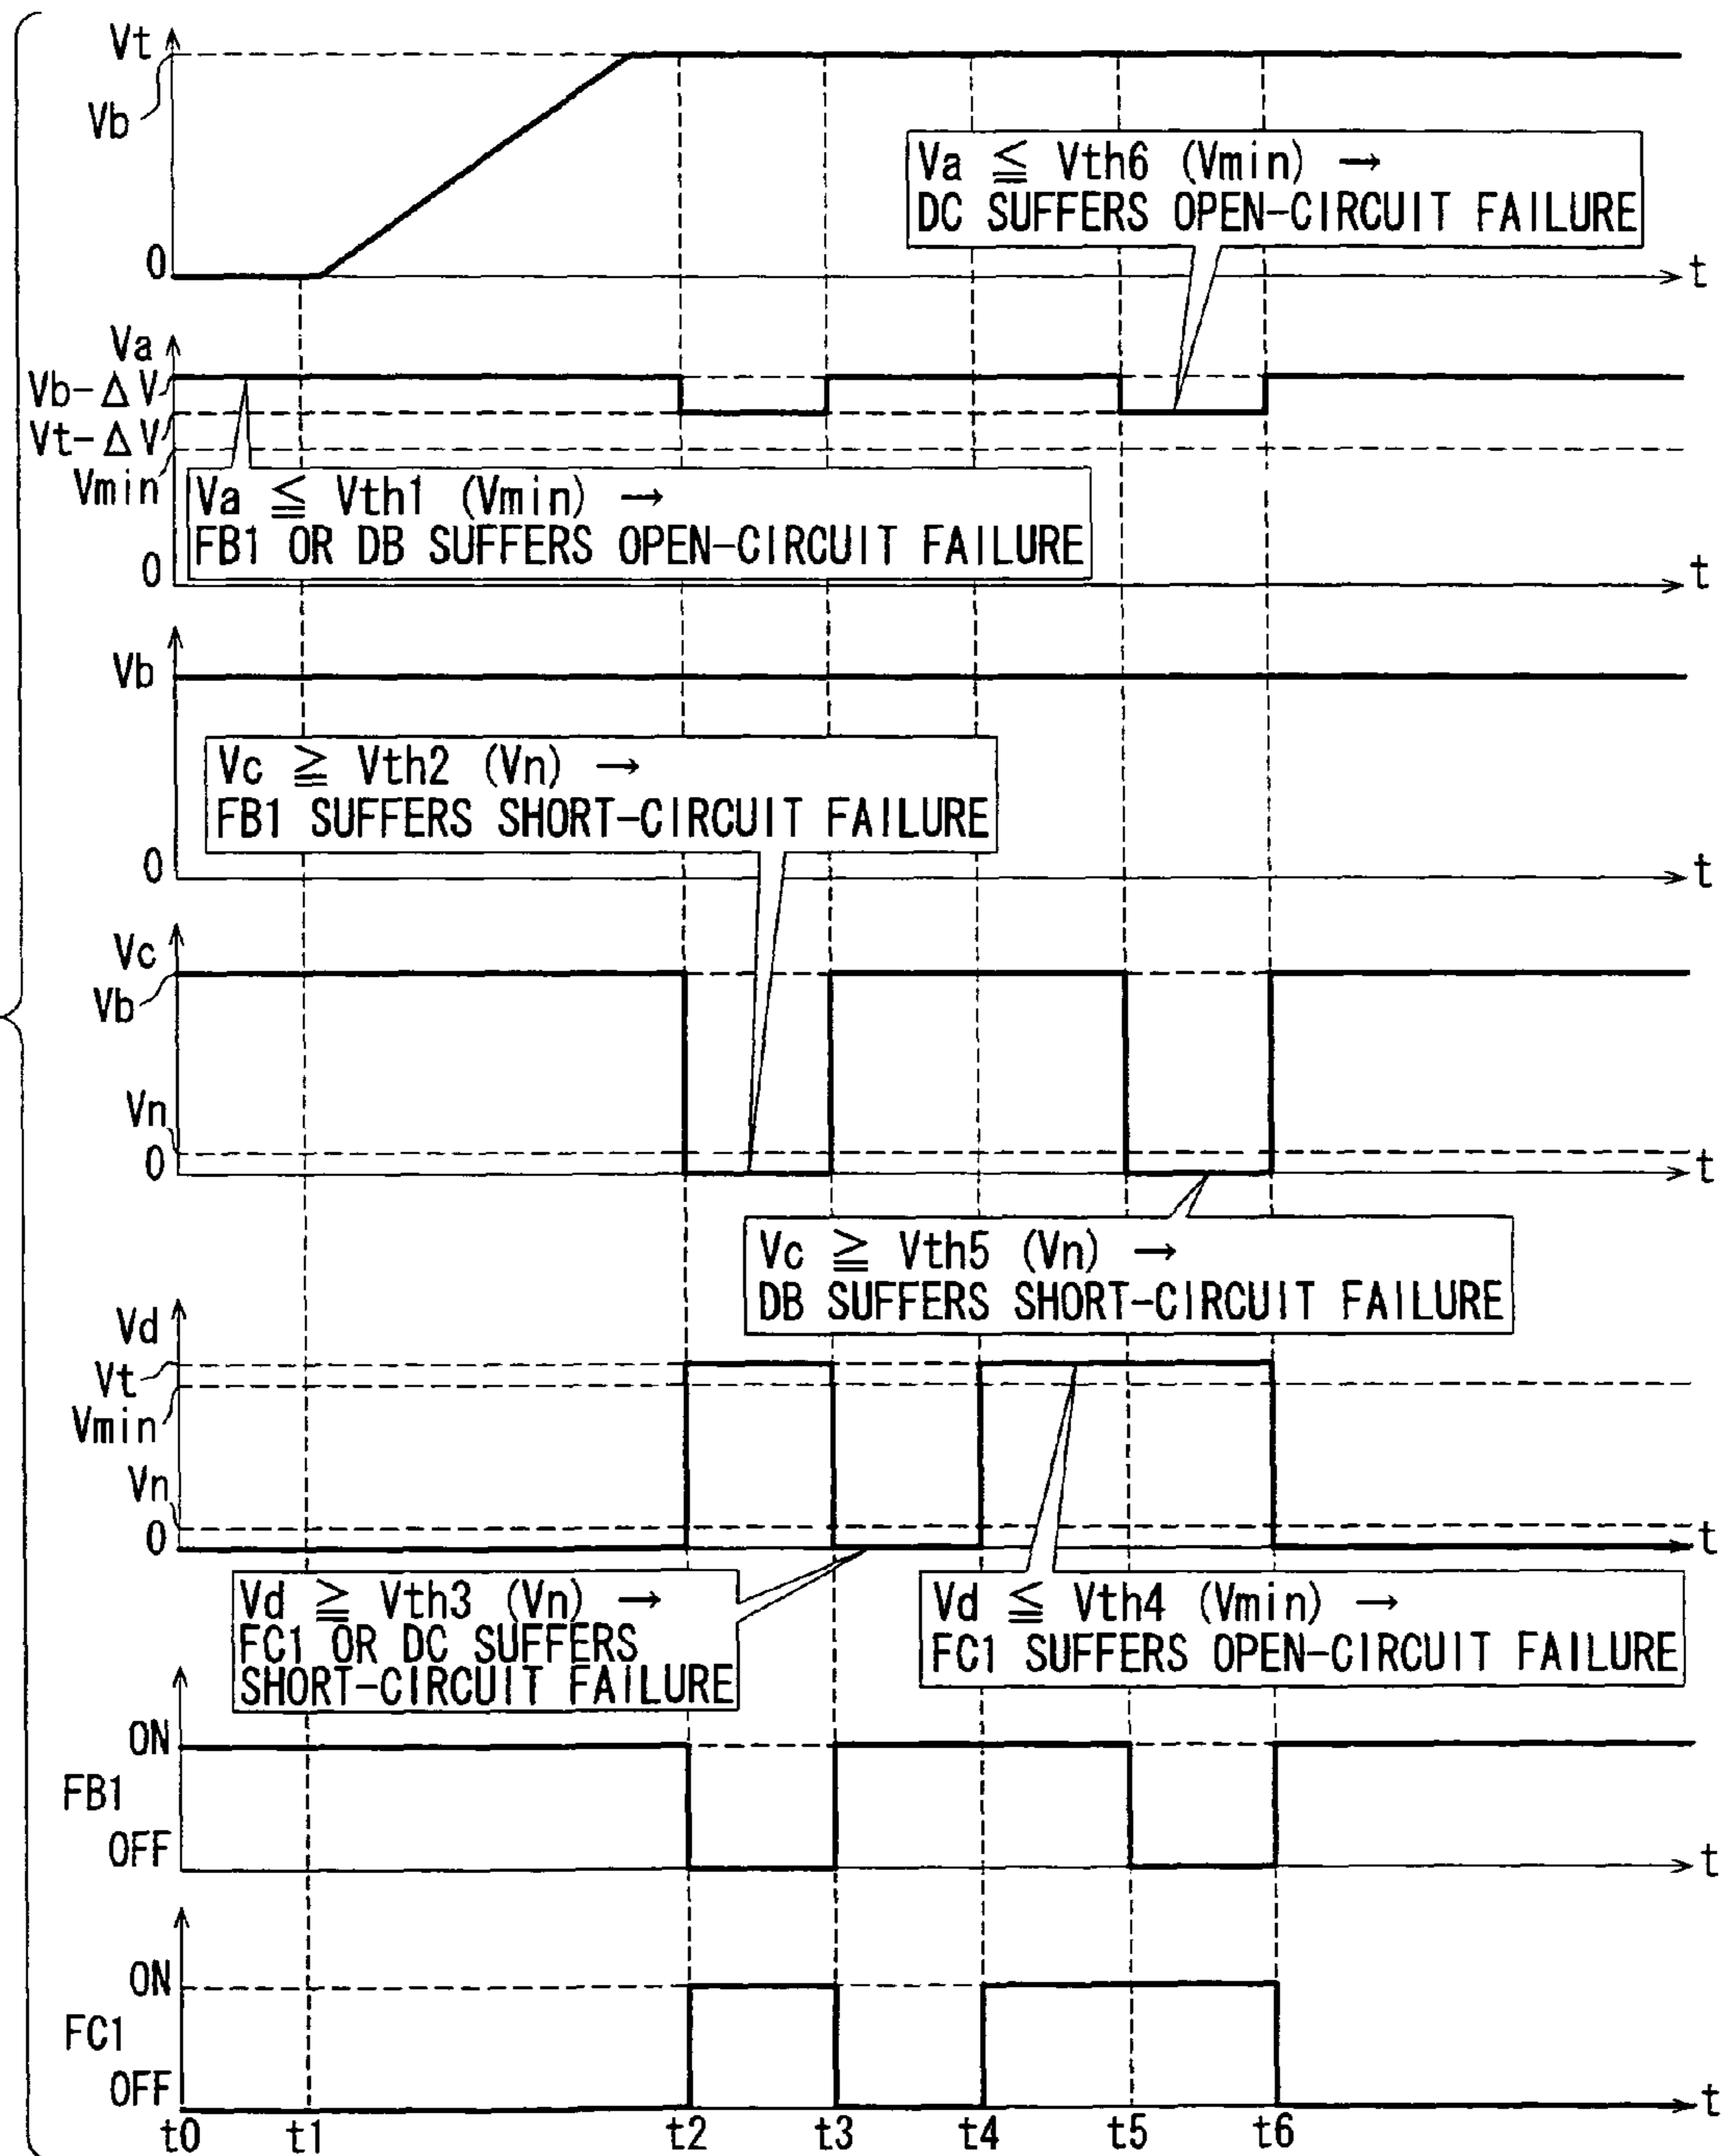 Vt
Vb
Va ≦ Vth6 (Vmin) →
DC SUFFERS OPEN-CIRCUIT FAILURE
0
t
Va
Vb-ΔV
Vt-ΔV
Vmin
Va ≦ Vth1 (Vmin) →
FB1 OR DB SUFFERS OPEN-CIRCUIT FAILURE
0
t
Vb
Vc ≧ Vth2 (Vn) →
FB1 SUFFERS SHORT-CIRCUIT FAILURE
0
t
Vc
Vb
Vn
0
t
Vc ≧ Vth5 (Vn) →
DB SUFFERS SHORT-CIRCUIT FAILURE
Vd
Vt
Vmin
Vn
0
t
Vd ≧ Vth3 (Vn) →
FC1 OR DC SUFFERS
SHORT-CIRCUIT FAILURE
Vd ≦ Vth4 (Vmin) →
FC1 SUFFERS OPEN-CIRCUIT FAILURE
ON
FB1
OFF
t
ON
FC1
OFF
t
t0 t1 t2 t3 t4 t5 t6